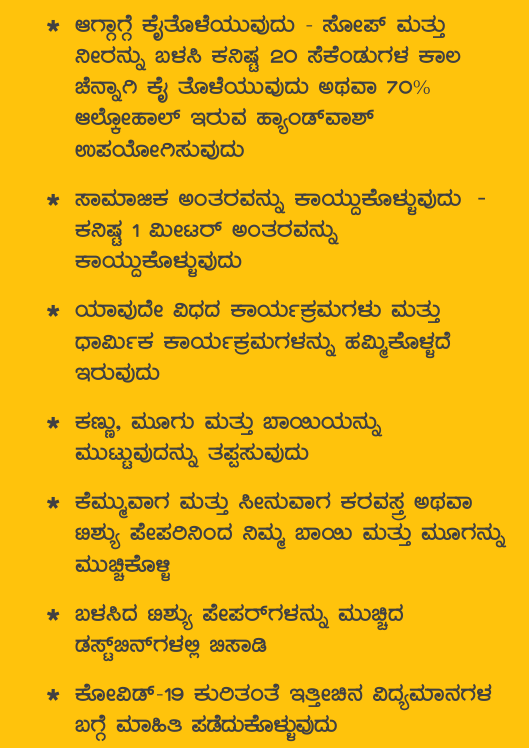 * ಆಗ್ಗಾಗ್ಗೆ ಕೈತೊಳೆಯುವುದು - ಸೋಪ್ ಮತ್ತು
ನೀರನ್ನು ಬಳಸಿ ಕನಿಷ್ಟ 20 ಸೆಕೆಂಡುಗಳ ಕಾಲ
ಚೆನ್ನಾಗಿ ಕೈ ತೊಳೆಯುವುದು ಅಥವಾ 70%
ಆಲ್ಕೋಹಾಲ್ ಇರುವ ಹ್ಯಾಂಡ್‌ವಾಶ್
ಉಪಯೋಗಿಸುವುದು
* ಸಾಮಾಜಿಕ ಅಂತರವನ್ನು ಕಾಯ್ದುಕೊಳ್ಳುವುದು -
ಕನಿಷ್ಟ 1 ಮೀಟರ್ ಅಂತರವನ್ನು
ಕಾಯ್ದುಕೊಳ್ಳುವುದು
* ಯಾವುದೇ ವಿಧದ ಕಾರ್ಯಕ್ರಮಗಳು ಮತ್ತು
ಧಾರ್ಮಿಕ ಕಾರ್ಯಕ್ರಮಗಳನ್ನು ಹಮ್ಮಿಕೊಳ್ಳದೆ
ಇರುವುದು
* ಕಣ್ಣು, ಮೂಗು ಮತ್ತು ಬಾಯಿಯನ್ನು
ಮುಟ್ಟುವುದನ್ನು ತಪ್ಪಸುವುದು
* ಕೆಮ್ಮುವಾಗ ಮತ್ತು ಸೀನುವಾಗ ಕರವಸ್ತ್ರ ಅಥವಾ
ಟಿಶ್ಯು ಪೇಪರಿನಿಂದ ನಿಮ್ಮ ಬಾಯಿ ಮತ್ತು ಮೂಗನ್ನು
ಮುಚ್ಚಿಕೊಳ್ಳಿ
* ಬಳಸಿದ ಟಿಶ್ಯು ಪೇಪರ್‌ಗಳನ್ನು ಮುಚ್ಚಿದ
ಡಸ್ಟ್‌ಬಿನ್‌ಗಳಲ್ಲಿ ಬಿಸಾಡಿ
* ಕೋವಿಡ್-19 ಕುರಿತಂತೆ ಇತ್ತೀಚಿನ ವಿದ್ಯಮಾನಗಳ
ಬಗ್ಗೆ ಮಾಹಿತಿ ಪಡೆದುಕೊಳ್ಳುವುದು